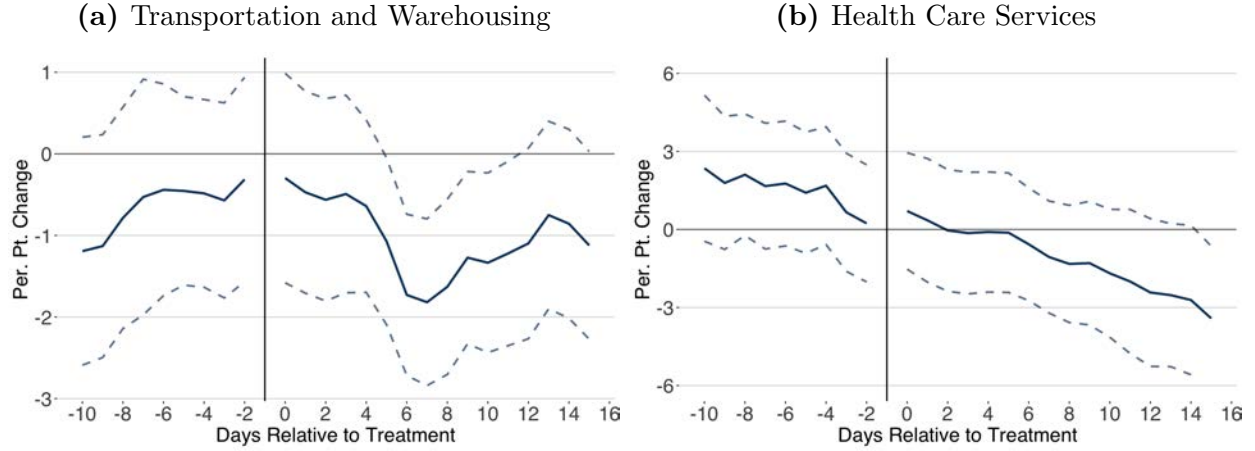 (a) Transportation and Warehousing
1
0
-1
-2
-3
Per. Pt. Change
-10 -8 -6 -4 -2 0 2 4 6 8 10 12 14 16
Days Relative to Treatment
(b) Health Care Services
6
3
0
-3
-6
Per. Pt. Change
-10 -8 -6 -4 -2 0 2 4 6 8 10 12 14 16
Days Relative to Treatment